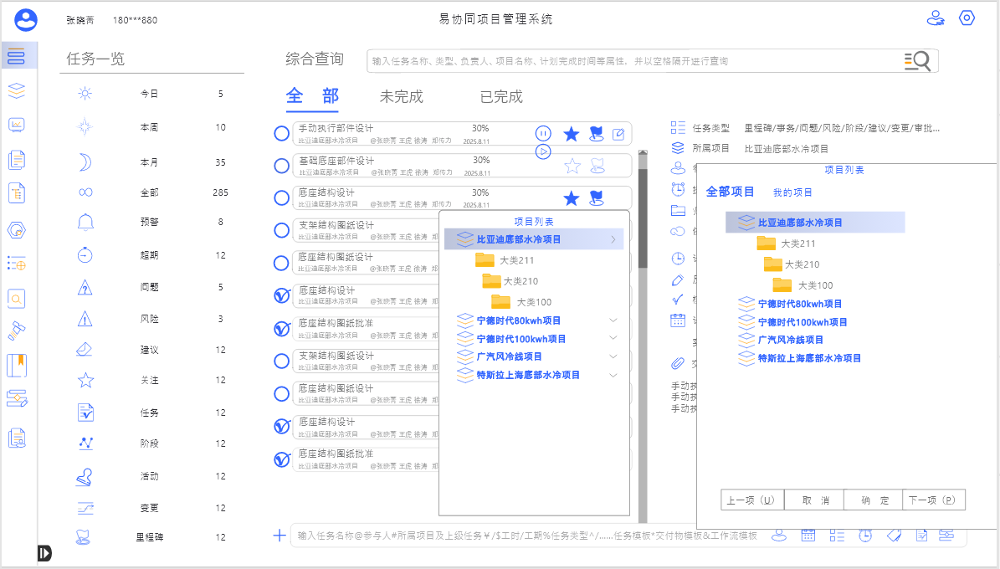 张晓菁 180***880
易协同项目管理系统
任务一览
今日 5
本周 10
本月 35
全部 285
预警 8
超期 12
问题 5
风险 3
建议 12
关注 12
任务 12
阶段 12
活动 12
变更 12
里程碑 12
综合查询
输入任务名称、类型、负责人、项目名称、计划完成时间等属性，并以空格隔开进行查询
全 部 未完成 已完成
手动执行部件设计 30%
比亚迪底部水冷项目 @张晓菁 王虎 徐涛 郑传力 2025.8.11
基础底座部件设计 30%
比亚迪底部水冷项目 @张晓菁 王虎 徐涛 郑传力 2025.8.11
底座结构设计 30%
比亚迪底部水冷项目 @张晓菁 王虎 徐涛 郑传力 2025.8.11
支架结构图纸设计
比亚迪底部水冷项目 @张晓菁 王虎 徐涛 郑
底座结构图纸设计
比亚迪底部水冷项目 @张晓菁 王虎 徐涛 郑
底座结构设计
比亚迪底部水冷项目 @张晓菁 王虎 徐涛 郑
底座结构图纸批准
比亚迪底部水冷项目 @张晓菁 王虎 徐涛 郑
支架结构图纸设计
比亚迪底部水冷项目 @张晓菁 王虎 徐涛 郑
底座结构图纸设计
比亚迪底部水冷项目 @张晓菁 王虎 徐涛 郑
底座结构设计
比亚迪底部水冷项目 @张晓菁 王虎 徐涛 郑
底座结构图纸批准
比亚迪底部水冷项目 @张晓菁 王虎 徐涛 郑
项目列表
比亚迪底部水冷项目
大类211
大类210
大类100
宁德时代80kwh项目
宁德时代100kwh项目
广汽风冷线项目
特斯拉上海底部水冷项目
任务类型 里程碑/事务/问题/风险/阶段/建议/变更/审批...
所属项目 比亚迪底部水冷项目
手动执
手动执
手动执
项目列表
全部项目 我的项目
比亚迪底部水冷项目
大类211
大类210
大类100
宁德时代80kwh项目
宁德时代100kwh项目
广汽风冷线项目
特斯拉上海底部水冷项目
上一项（U） 取 消 确 定 下一项（P）
输入任务名称@参与人#所属项目及上级任务￥/$工时/工期%任务类型^/……任务模板*交付物模板&工作流模板